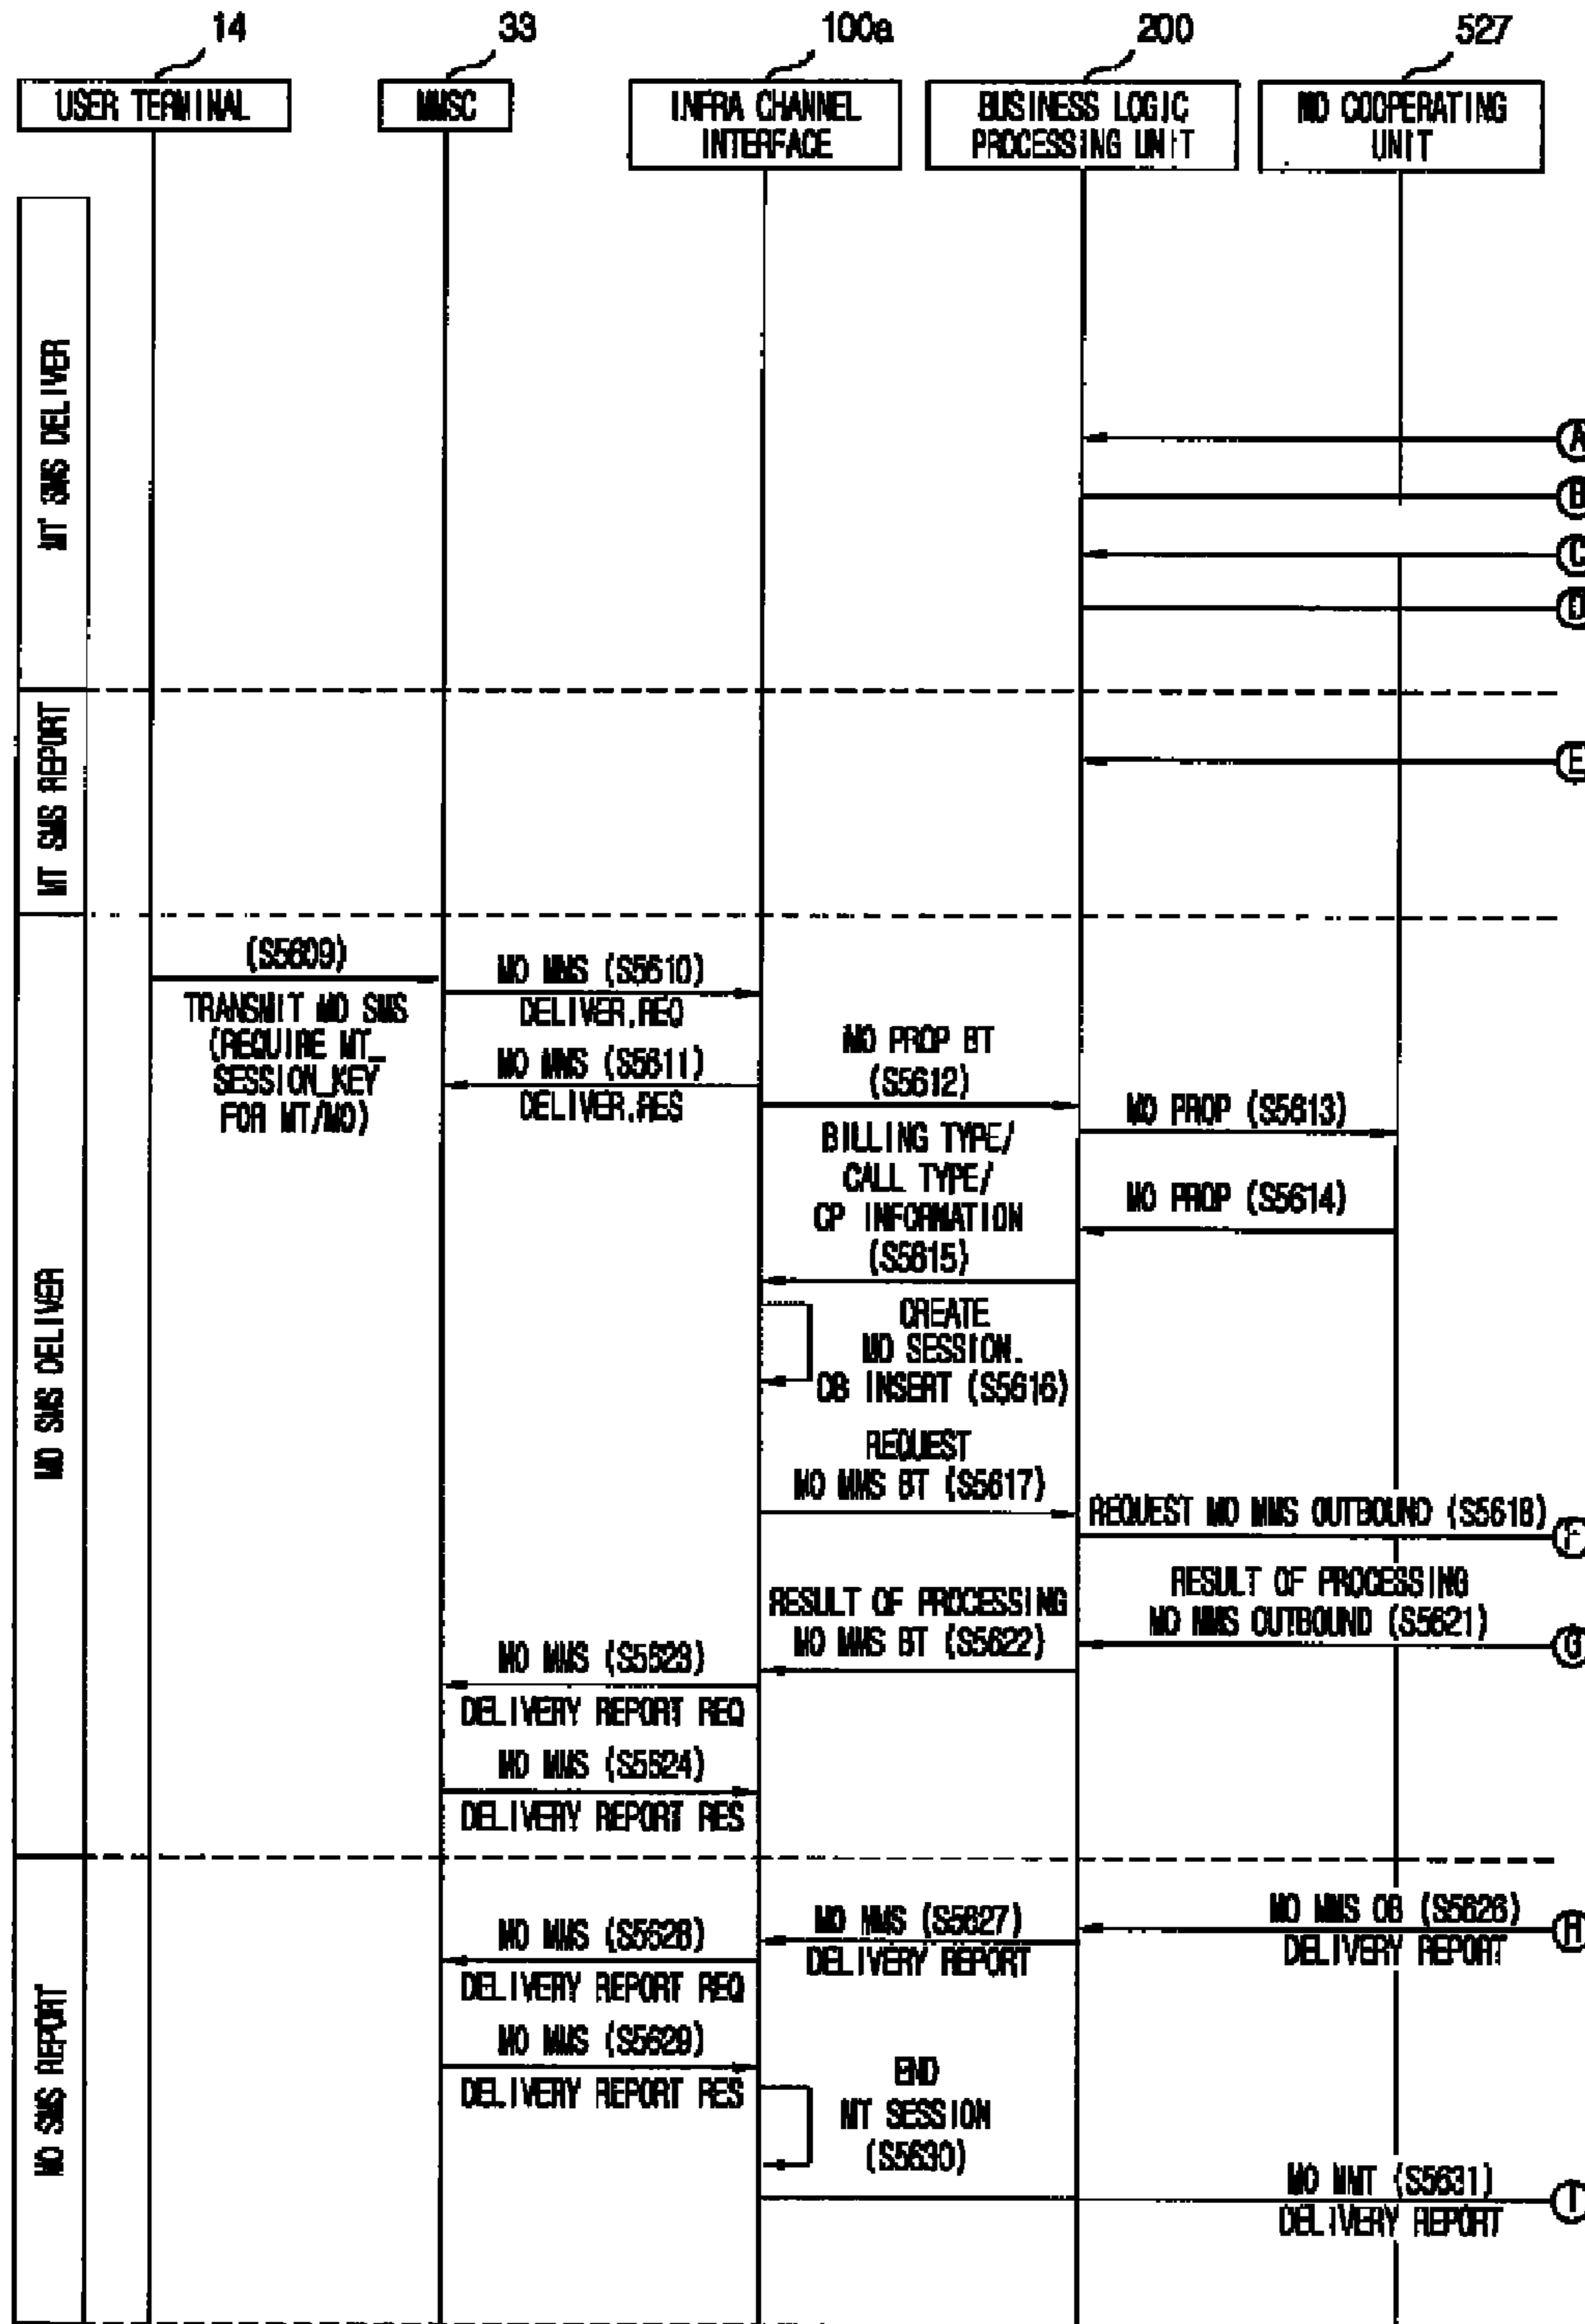 14
33
100a
200
527
USER TERMINAL
MMSC
INFRA CHANNEL
INTERFACE
BUSINESS LOGIC
PROCESSING UNIT
MO COOPERATING
UNIT
MT SMS DELIVER
A
B
C
D
MT SMS REPORT
E
MO SMS DELIVER
(S5609)
TRANSMIT MO SMS
(REQUIRE MT_
SESSION_KEY
FOR MT/MO)
MO MMS (S5610)
DELIVER.REQ
MO MMS (S5611)
DELIVER.RES
MO PROP BT
(S5612)
MO PROP (S5613)
MO PROP (S5614)
BILLING TYPE/
CALL TYPE/
CP INFORMATION
(S5615)
CREATE
MO SESSION.
OB INSERT (S5616)
REQUEST
MO MMS BT (S5617)
REQUEST MO MMS OUTBOUND (S5618)
F
RESULT OF PROCESSING
MO MMS OUTBOUND (S5621)
G
RESULT OF PROCESSING
MO MMS BT (S5622)
MO MMS (S5623)
DELIVERY REPORT REQ
MO MMS (S5624)
DELIVERY REPORT RES
MO SMS REPORT
MO MMS OB (S5626)
DELIVERY REPORT
H
MO MMS (S5627)
DELIVERY REPORT
MO MMS (S5628)
DELIVERY REPORT REQ
MO MMS (S5629)
DELIVERY REPORT RES
END
MT SESSION
(S5630)
MO MMT (S5631)
DELIVERY REPORT
I